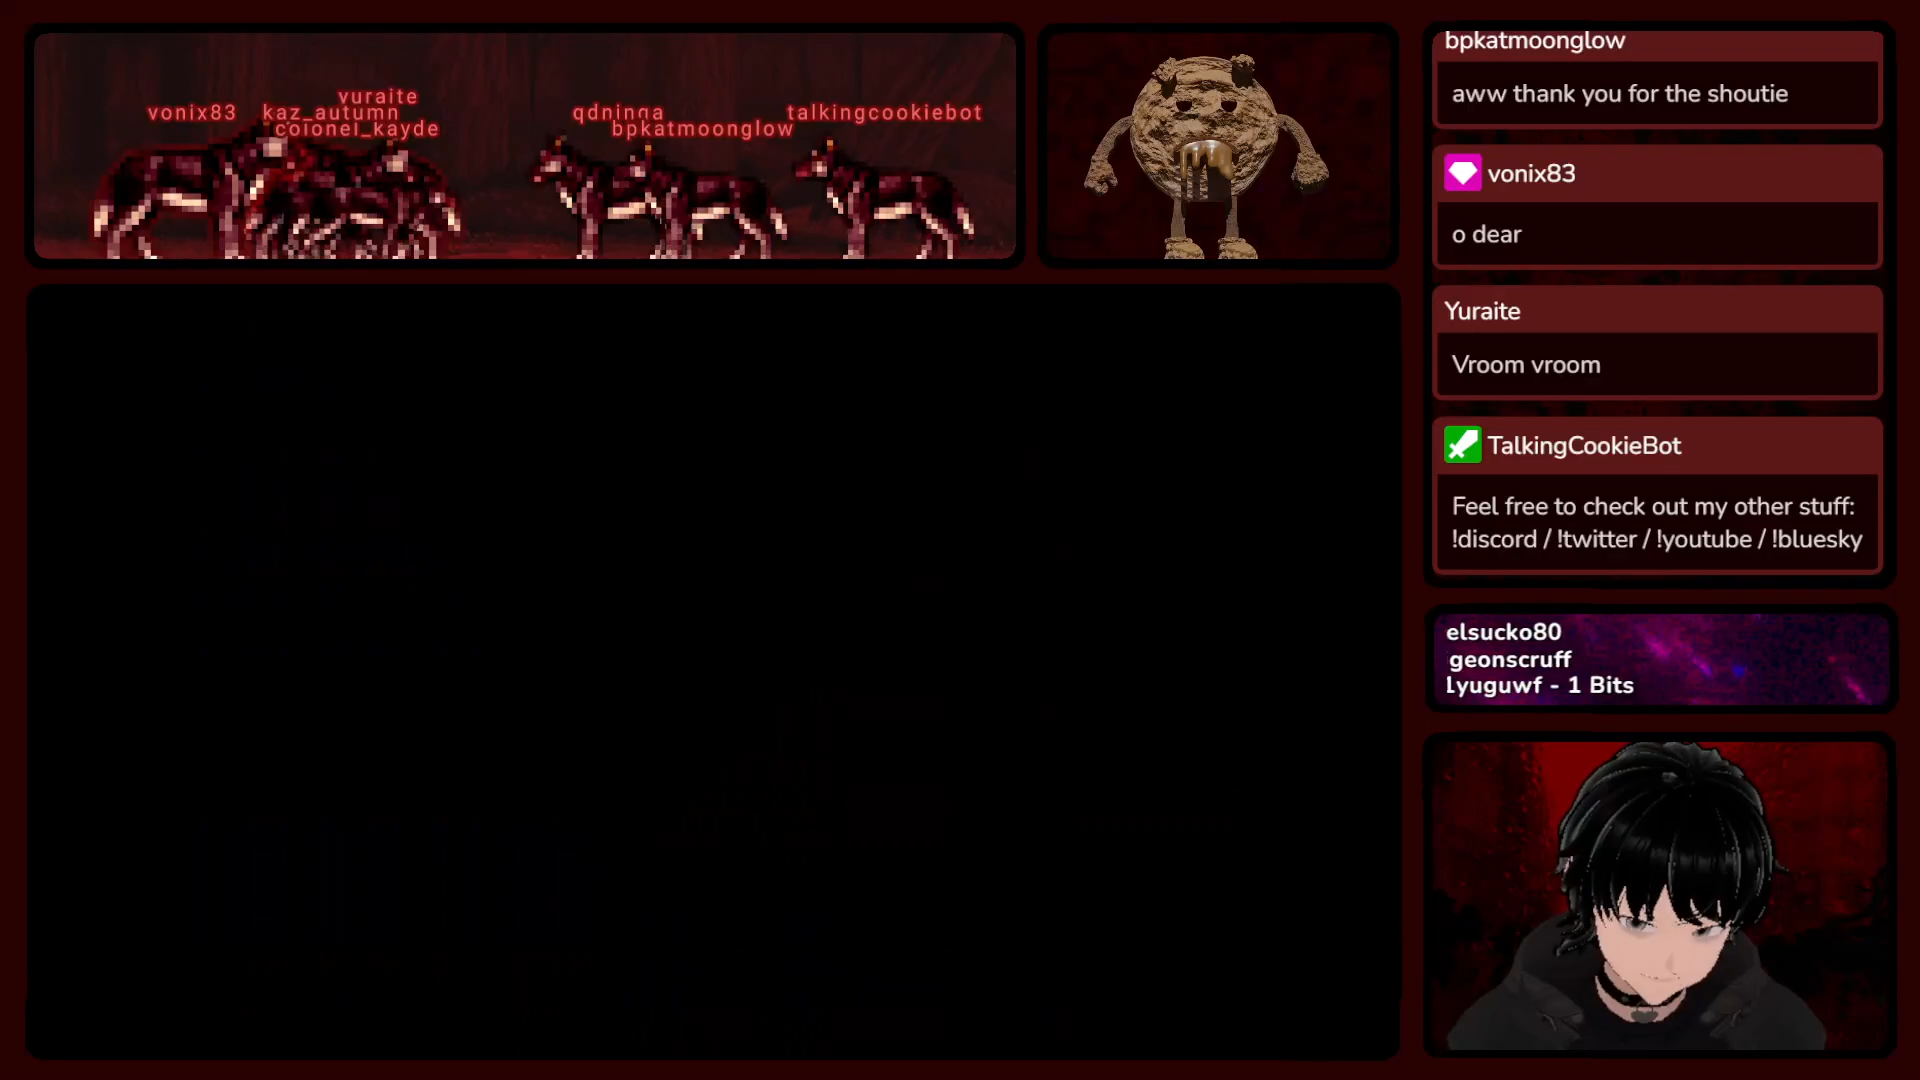 yuraite
vonix83
kaz_autumn
colonel_kayde
qdninqa
bpkatmoonglow
talkingcookiebot
bpkatmoonglow
aww thank you for the shoutie
vonix83
o dear
Yuraite
Vroom vroom
TalkingCookieBot
Feel free to check out my other stuff:
!discord / !twitter / !youtube / !bluesky
elsucko80
geonscruff
Lyuguwf - 1 Bits